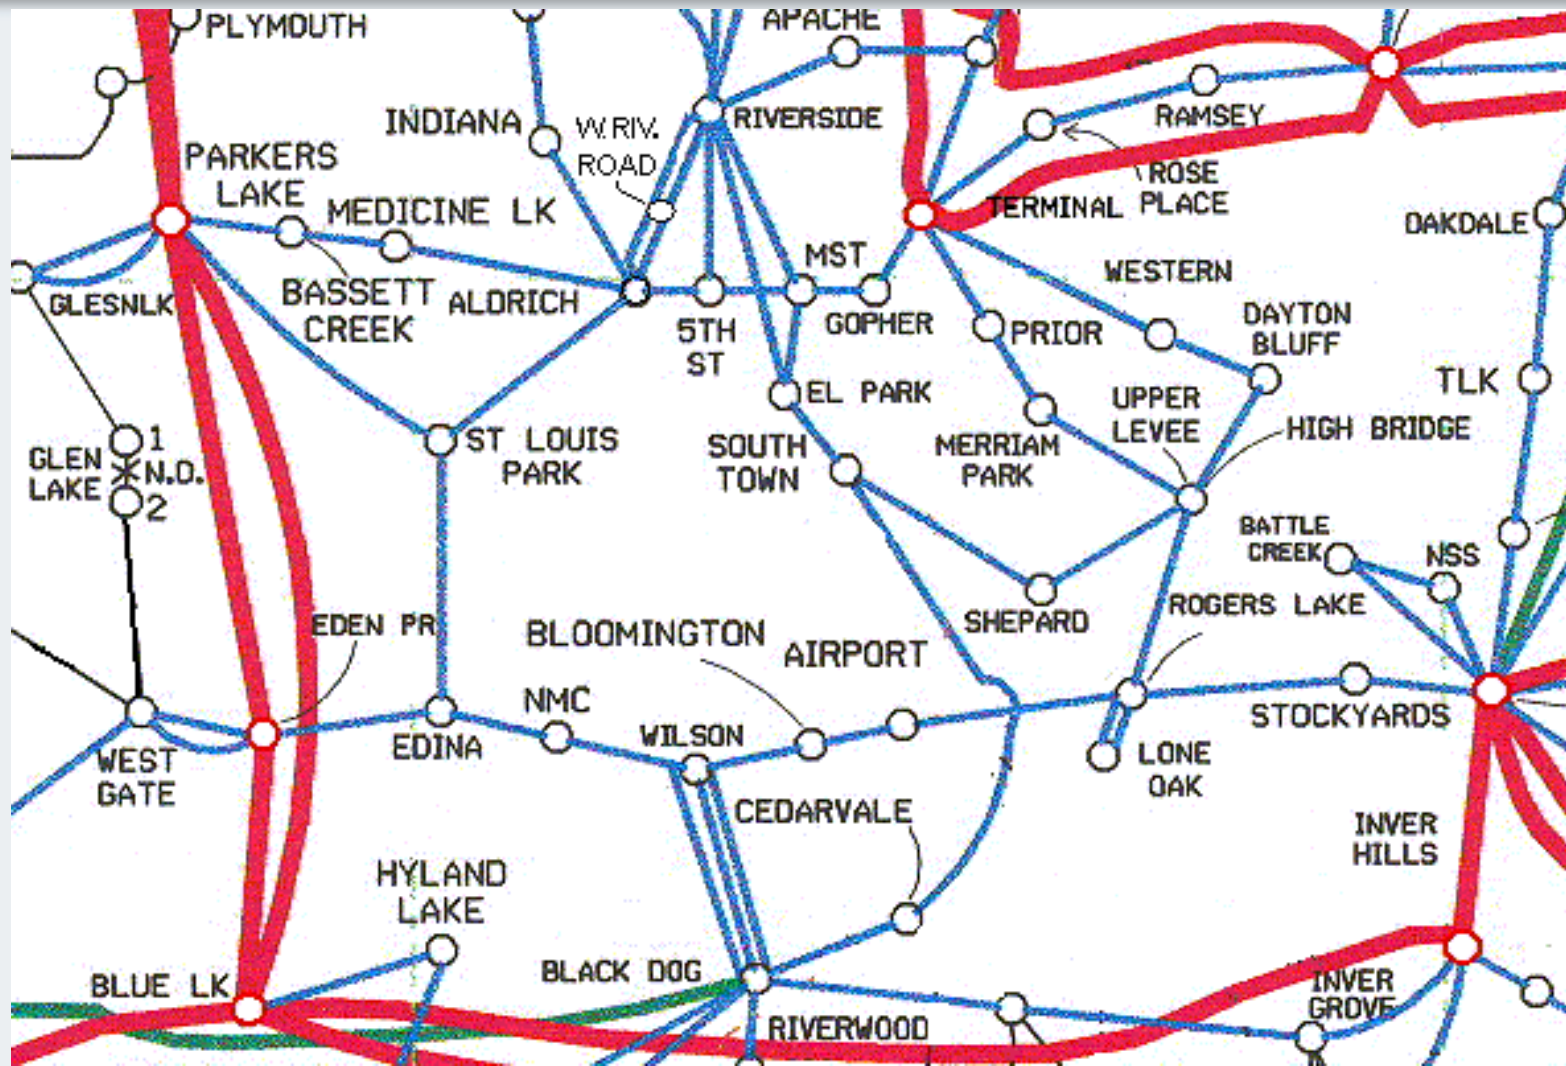 APACHE
PLYMOUTH
INDIANA
W.RIV.
ROAD
RIVERSIDE
RAMSEY
PARKERS
LAKE
MEDICINE LK
ROSE
PLACE
TERMINAL
OAKDALE
MST
WESTERN
GLESNLK
BASSETT
CREEK
ALDRICH
5TH
ST
GOPHER
PRIOR
DAYTON
BLUFF
TLK
EL PARK
UPPER
LEVEE
HIGH BRIDGE
ST LOUIS
PARK
SOUTH
TOWN
MERRIAM
PARK
1
GLEN
LAKE
N.D.
2
BATTLE
CREEK
NSS
EDEN PR
BLOOMINGTON
AIRPORT
SHEPARD
ROGERS LAKE
NMC
WILSON
EDINA
STOCKYARDS
WEST
GATE
LONE
OAK
CEDARVALE
INVER
HILLS
HYLAND
LAKE
BLUE LK
BLACK DOG
INVER
GROVE
RIVERWOOD